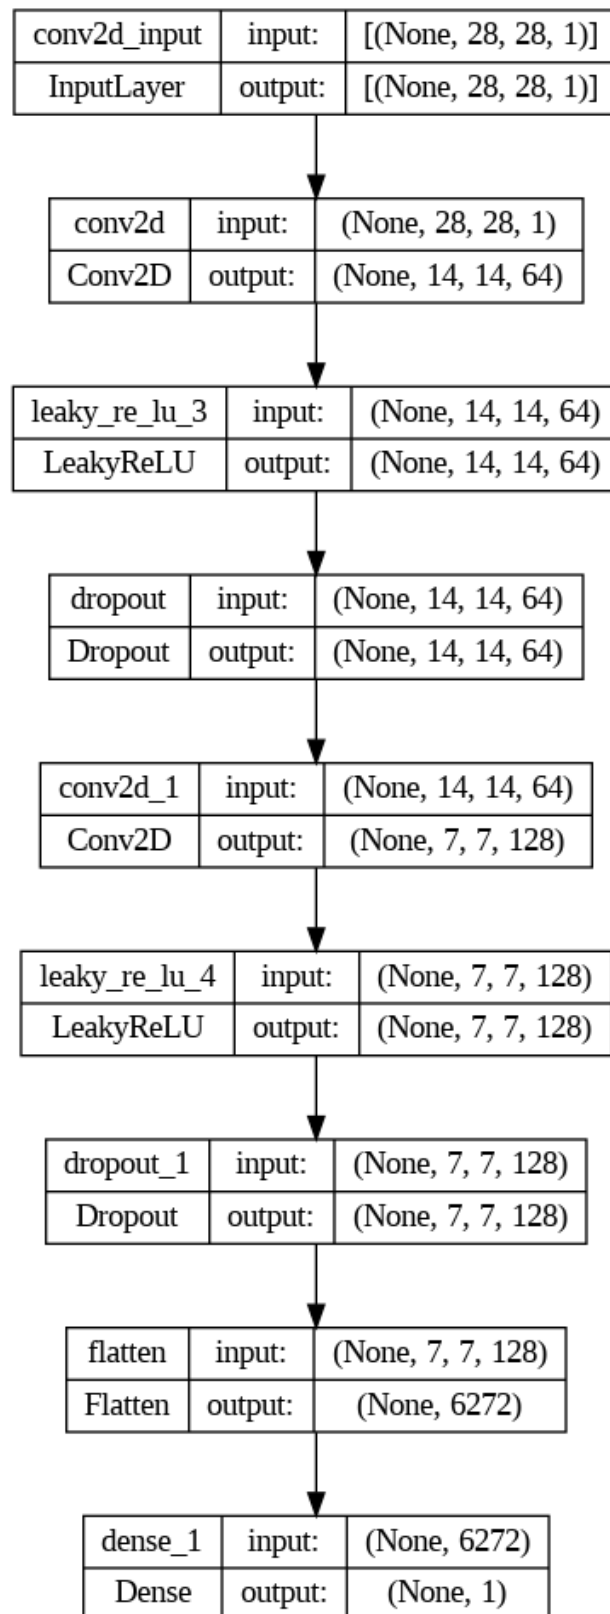 conv2d_input input: [(None, 28, 28, 1)]
InputLayer output: [(None, 28, 28, 1)]
conv2d input: (None, 28, 28, 1)
Conv2D output: (None, 14, 14, 64)
leaky_re_lu_3 input: (None, 14, 14, 64)
LeakyReLU output: (None, 14, 14, 64)
dropout input: (None, 14, 14, 64)
Dropout output: (None, 14, 14, 64)
conv2d_1 input: (None, 14, 14, 64)
Conv2D output: (None, 7, 7, 128)
leaky_re_lu_4 input: (None, 7, 7, 128)
LeakyReLU output: (None, 7, 7, 128)
dropout_1 input: (None, 7, 7, 128)
Dropout output: (None, 7, 7, 128)
flatten input: (None, 7, 7, 128)
Flatten output: (None, 6272)
dense_1 input: (None, 6272)
Dense output: (None, 1)